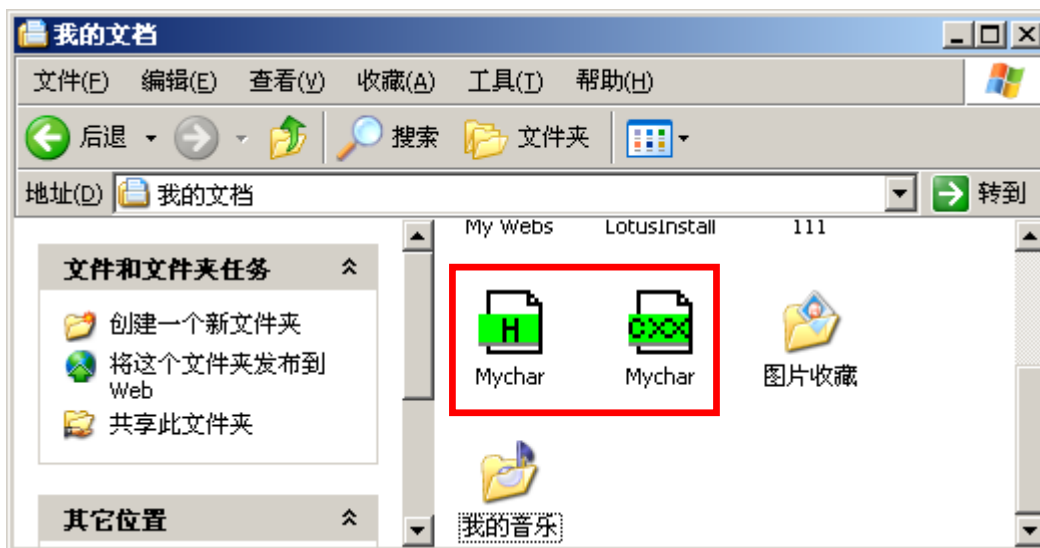 我的文档
文件(F) 编辑(E) 查看(V) 收藏(A) 工具(T) 帮助(H)
后退 搜索 文件夹
地址(D) 我的文档 转到
My Webs LotusInstall 111
文件和文件夹任务
创建一个新文件夹
将这个文件夹发布到
Web
共享此文件夹
H CXX
Mychar Mychar 图片收藏
我的音乐
其它位置